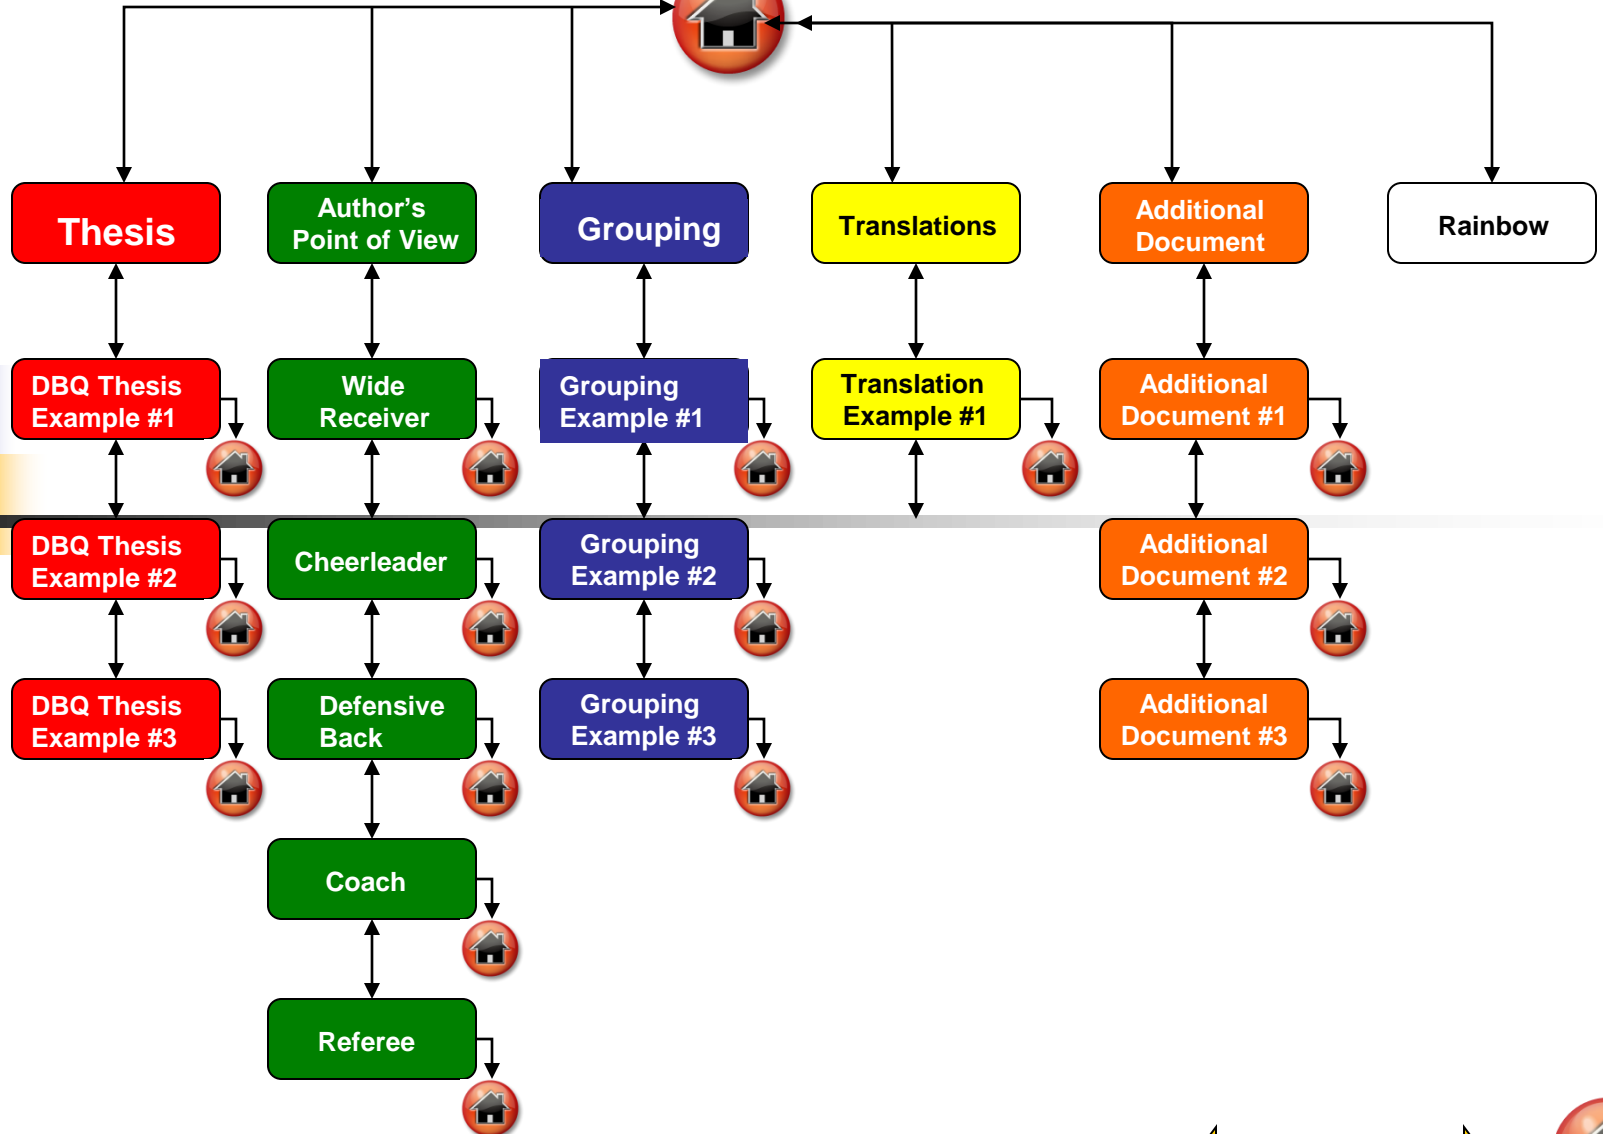 Thesis
Author's
Point of View
Grouping
Translations
Additional
Document
Rainbow
DBQ Thesis
Example #1
Wide
Receiver
Grouping
Example #1
Translation
Example #1
Additional
Document #1
DBQ Thesis
Example #2
Cheerleader
Grouping
Example #2
Additional
Document #2
DBQ Thesis
Example #3
Defensive
Back
Grouping
Example #3
Additional
Document #3
Coach
Referee